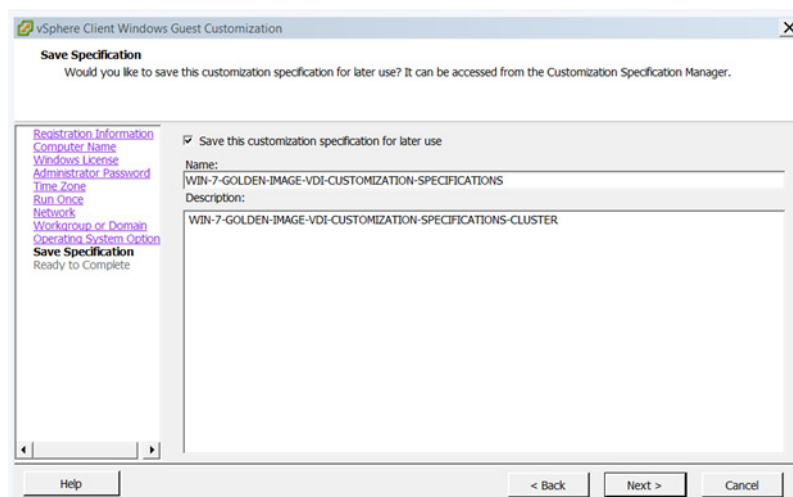 vSphere Client Windows Guest Customization
Save Specification
Would you like to save this customization specification for later use? It can be accessed from the Customization Specification Manager.
Registration Information
Computer Name
Windows License
Administrator Password
Time Zone
Run Once
Network
Workgroup or Domain
Operating System Option
Save Specification
Ready to Complete
Save this customization specification for later use
Name:
WIN-7-GOLDEN-IMAGE-VDI-CUSTOMIZATION-SPECIFICATIONS
Description:
WIN-7-GOLDEN-IMAGE-VDI-CUSTOMIZATION-SPECIFICATIONS-CLUSTER
Help
< Back
Next >
Cancel